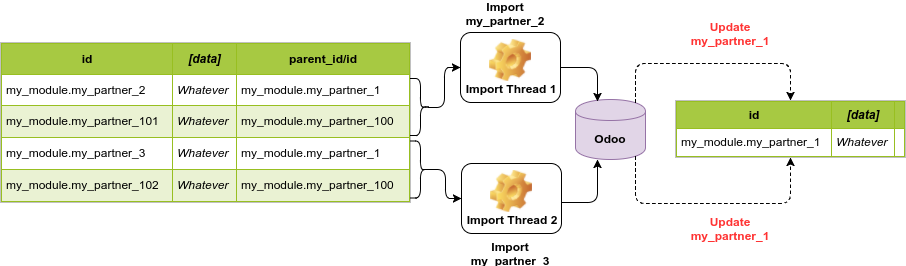 Import
my_partner_2
Update
my_partner_1
id [data] parent_id/id
my_module.my_partner_2 Whatever my_module.my_partner_1
my_module.my_partner_101 Whatever my_module.my_partner_100
my_module.my_partner_3 Whatever my_module.my_partner_1
my_module.my_partner_102 Whatever my_module.my_partner_100
Import Thread 1
Odoo
id [data]
my_module.my_partner_1 Whatever
Import Thread 2
Update
my_partner_1
Import
my_partner_3